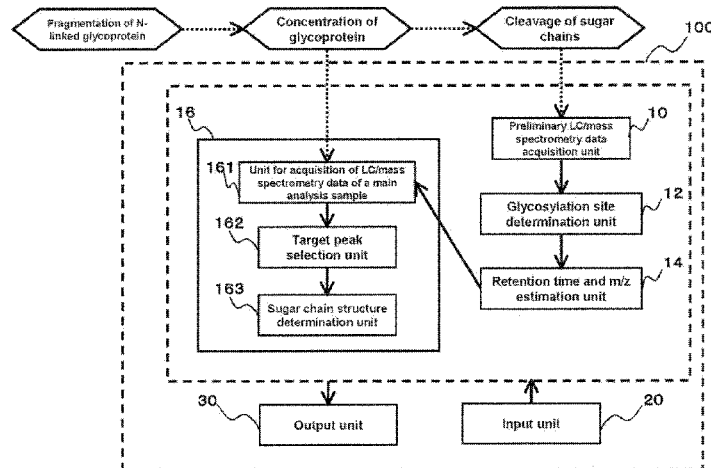 Fragmentation of N-
linked glycoprotein
Concentration of
glycoprotein
Cleavage of sugar
chains
100
16
10
Preliminary LC/mass
spectrometry data
acquisition unit
161
Unit for acquisition of LC/mass
spectrometry data of a main
analysis sample
12
Glycosylation site
determination unit
162
Target peak
selection unit
14
Retention time and m/z
estimation unit
163
Sugar chain structure
determination unit
30
Output unit
20
Input unit